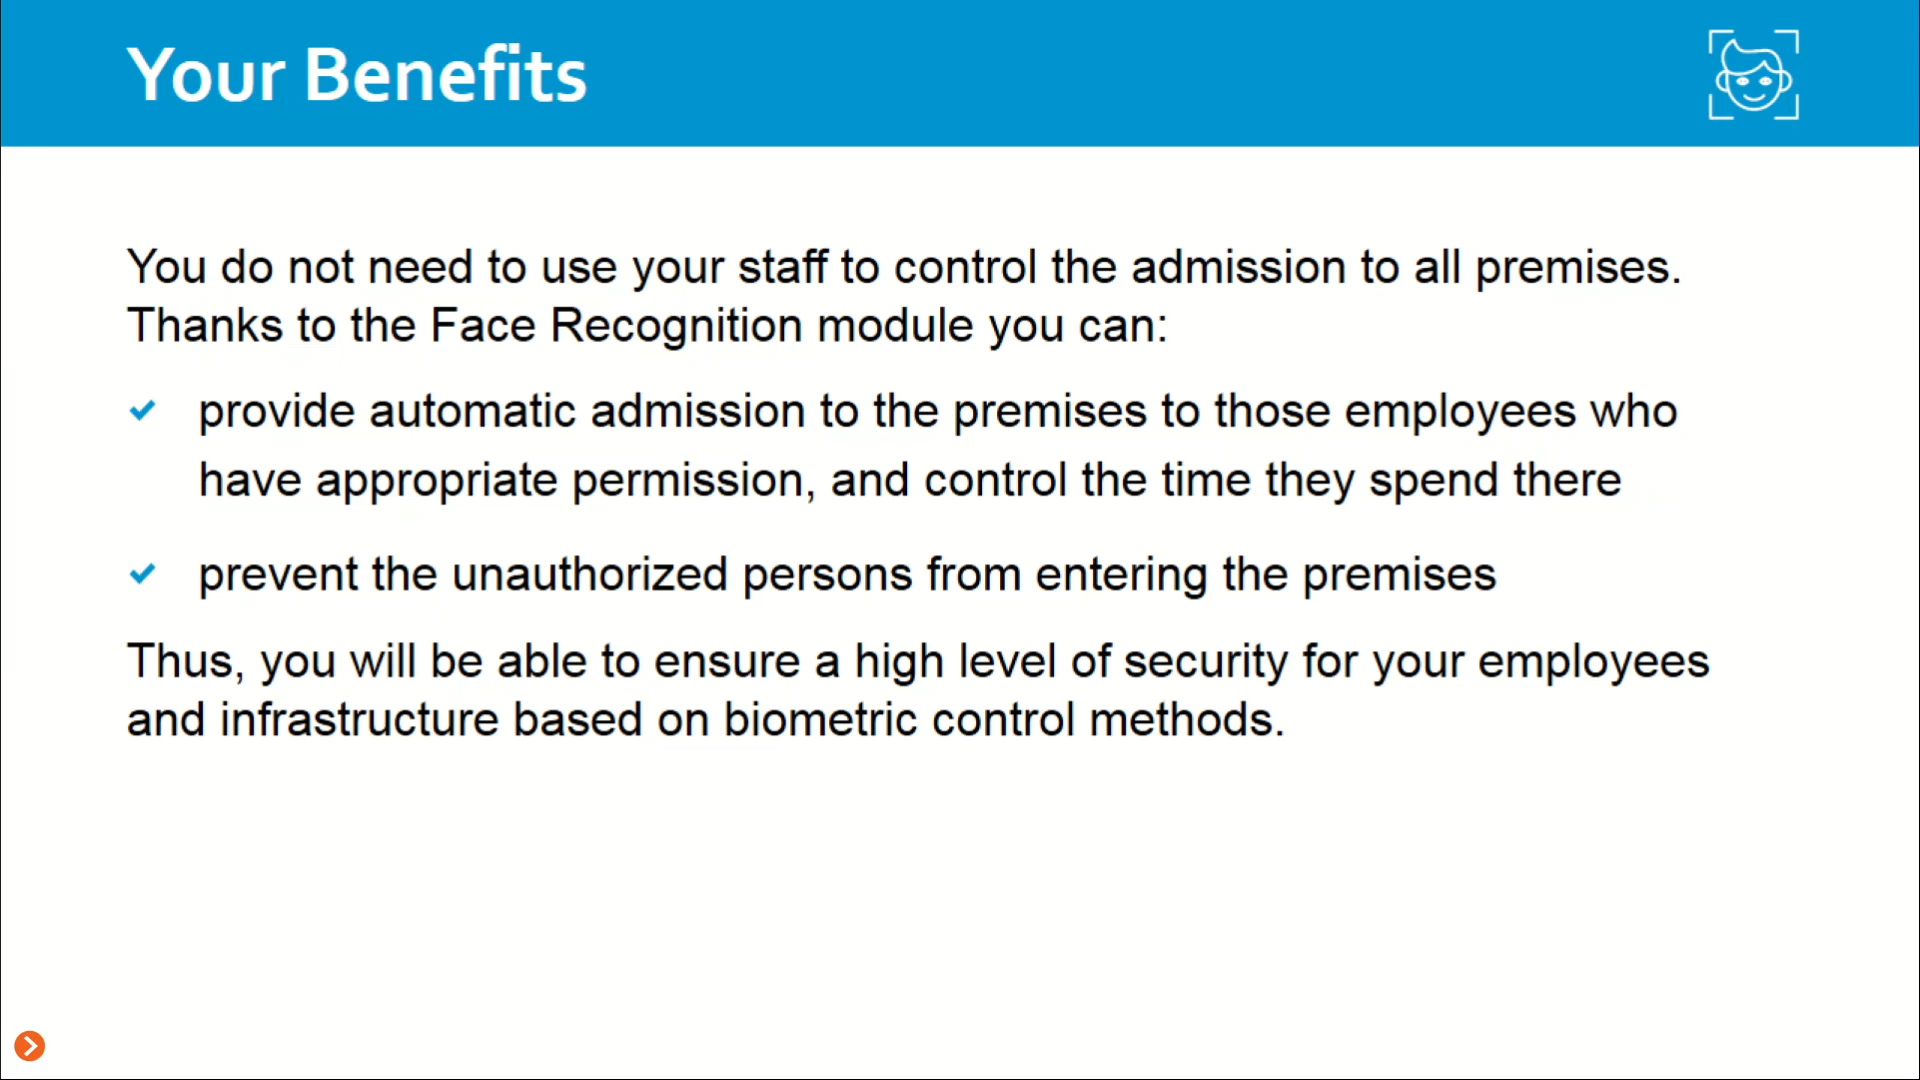 Your Benefits
You do not need to use your staff to control the admission to all premises.
Thanks to the Face Recognition module you can:
provide automatic admission to the premises to those employees who
have appropriate permission, and control the time they spend there
prevent the unauthorized persons from entering the premises
Thus, you will be able to ensure a high level of security for your employees
and infrastructure based on biometric control methods.